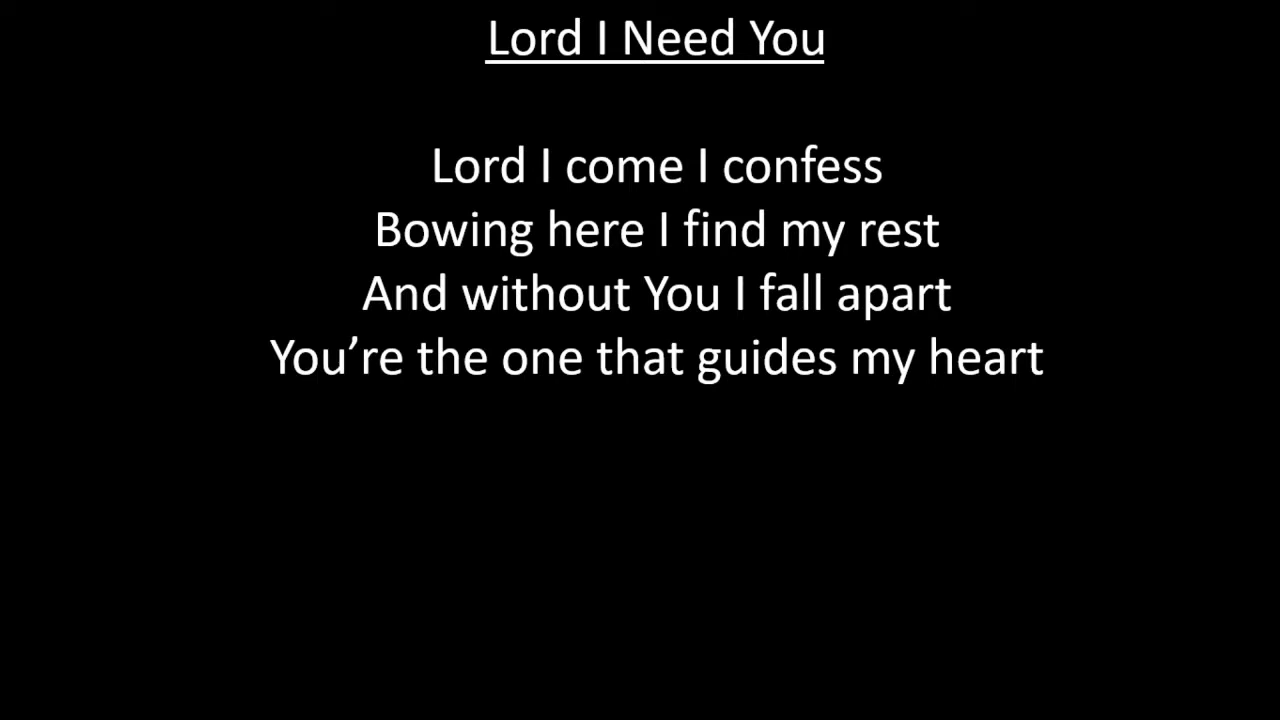 Lord I Need You
Lord I come I confess
Bowing here I find my rest
And without You I fall apart
You’re the one that guides my heart